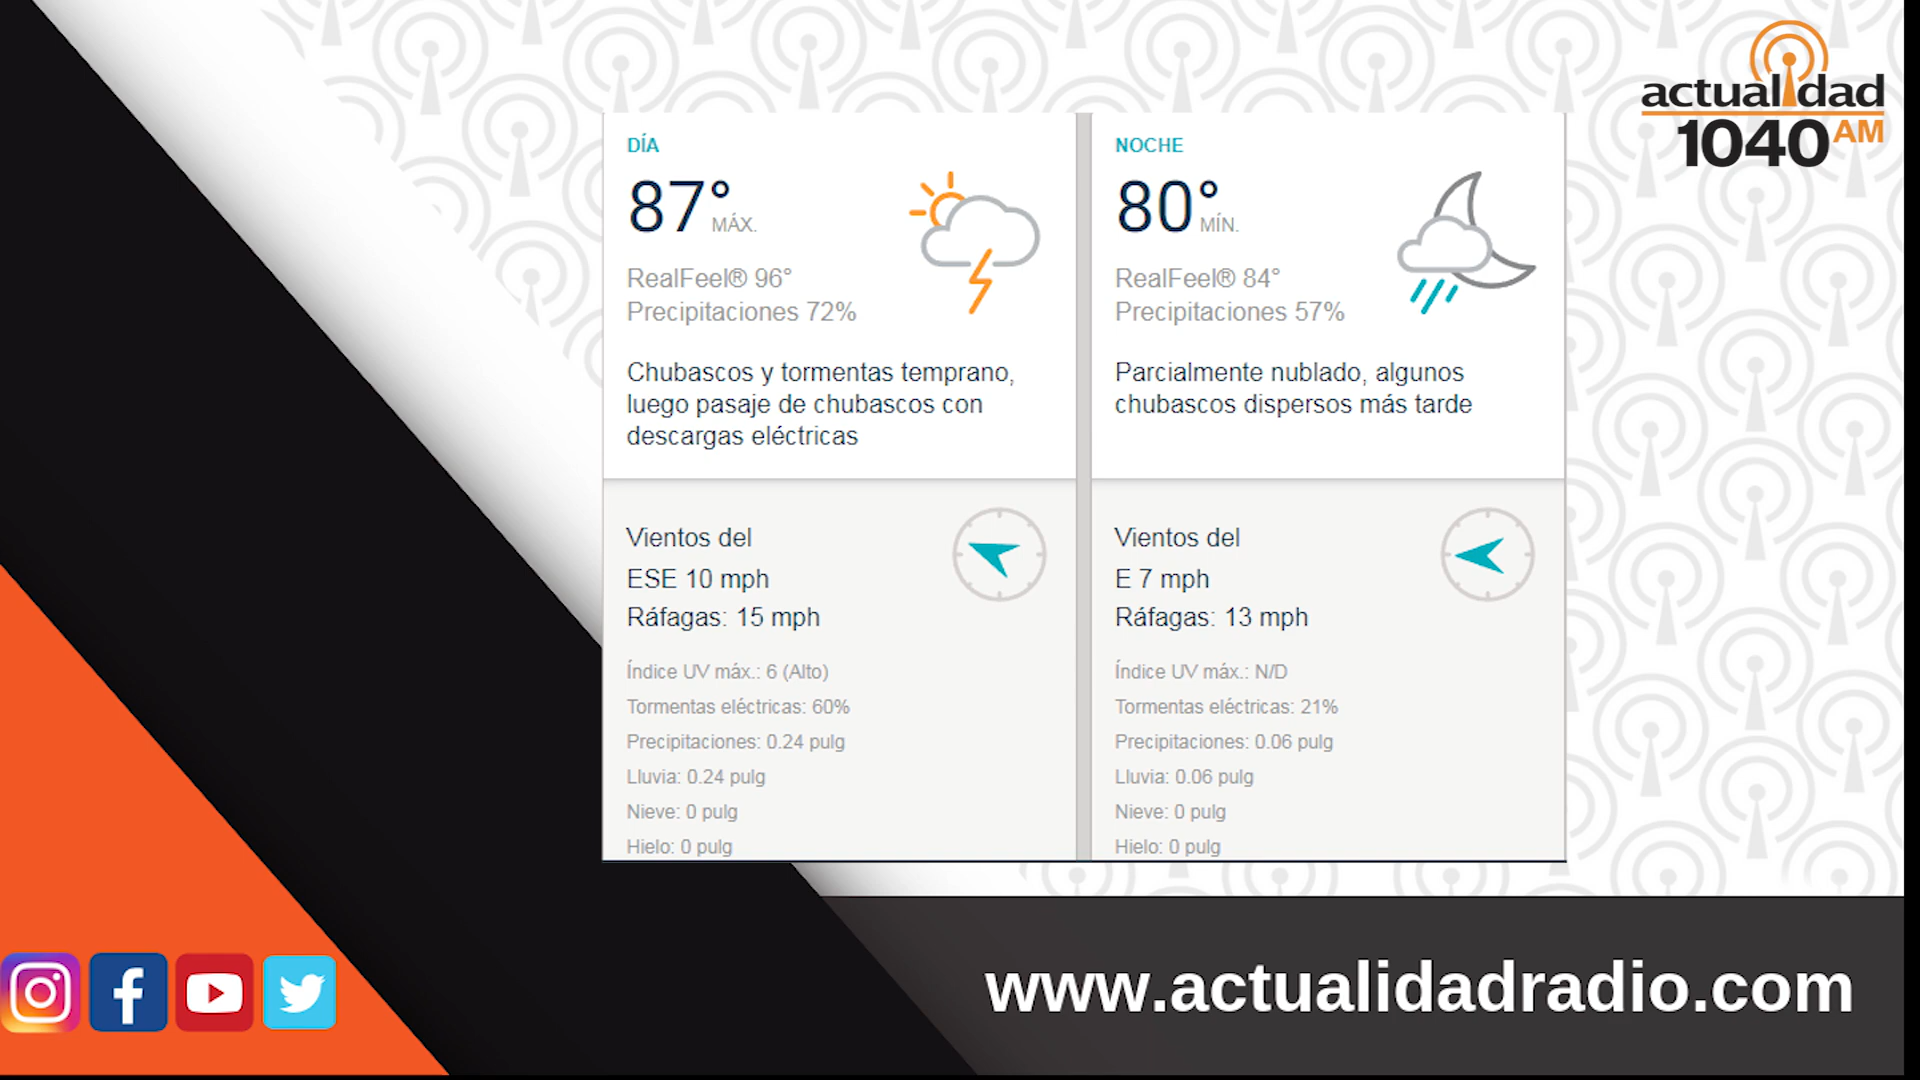 actualidad
1040 AM
DÍA
87° MÁX.
RealFeel® 96°
Precipitaciones 72%
Chubascos y tormentas temprano,
luego pasaje de chubascos con
descargas eléctricas
Vientos del
ESE 10 mph
Ráfagas: 15 mph
Índice UV máx.: 6 (Alto)
Tormentas eléctricas: 60%
Precipitaciones: 0.24 pulg
Lluvia: 0.24 pulg
Nieve: 0 pulg
Hielo: 0 pulg
NOCHE
80° MÍN.
RealFeel® 84°
Precipitaciones 57%
Parcialmente nublado, algunos
chubascos dispersos más tarde
Vientos del
E 7 mph
Ráfagas: 13 mph
Índice UV máx.: N/D
Tormentas eléctricas: 21%
Precipitaciones: 0.06 pulg
Lluvia: 0.06 pulg
Nieve: 0 pulg
Hielo: 0 pulg
www.actualidadradio.com